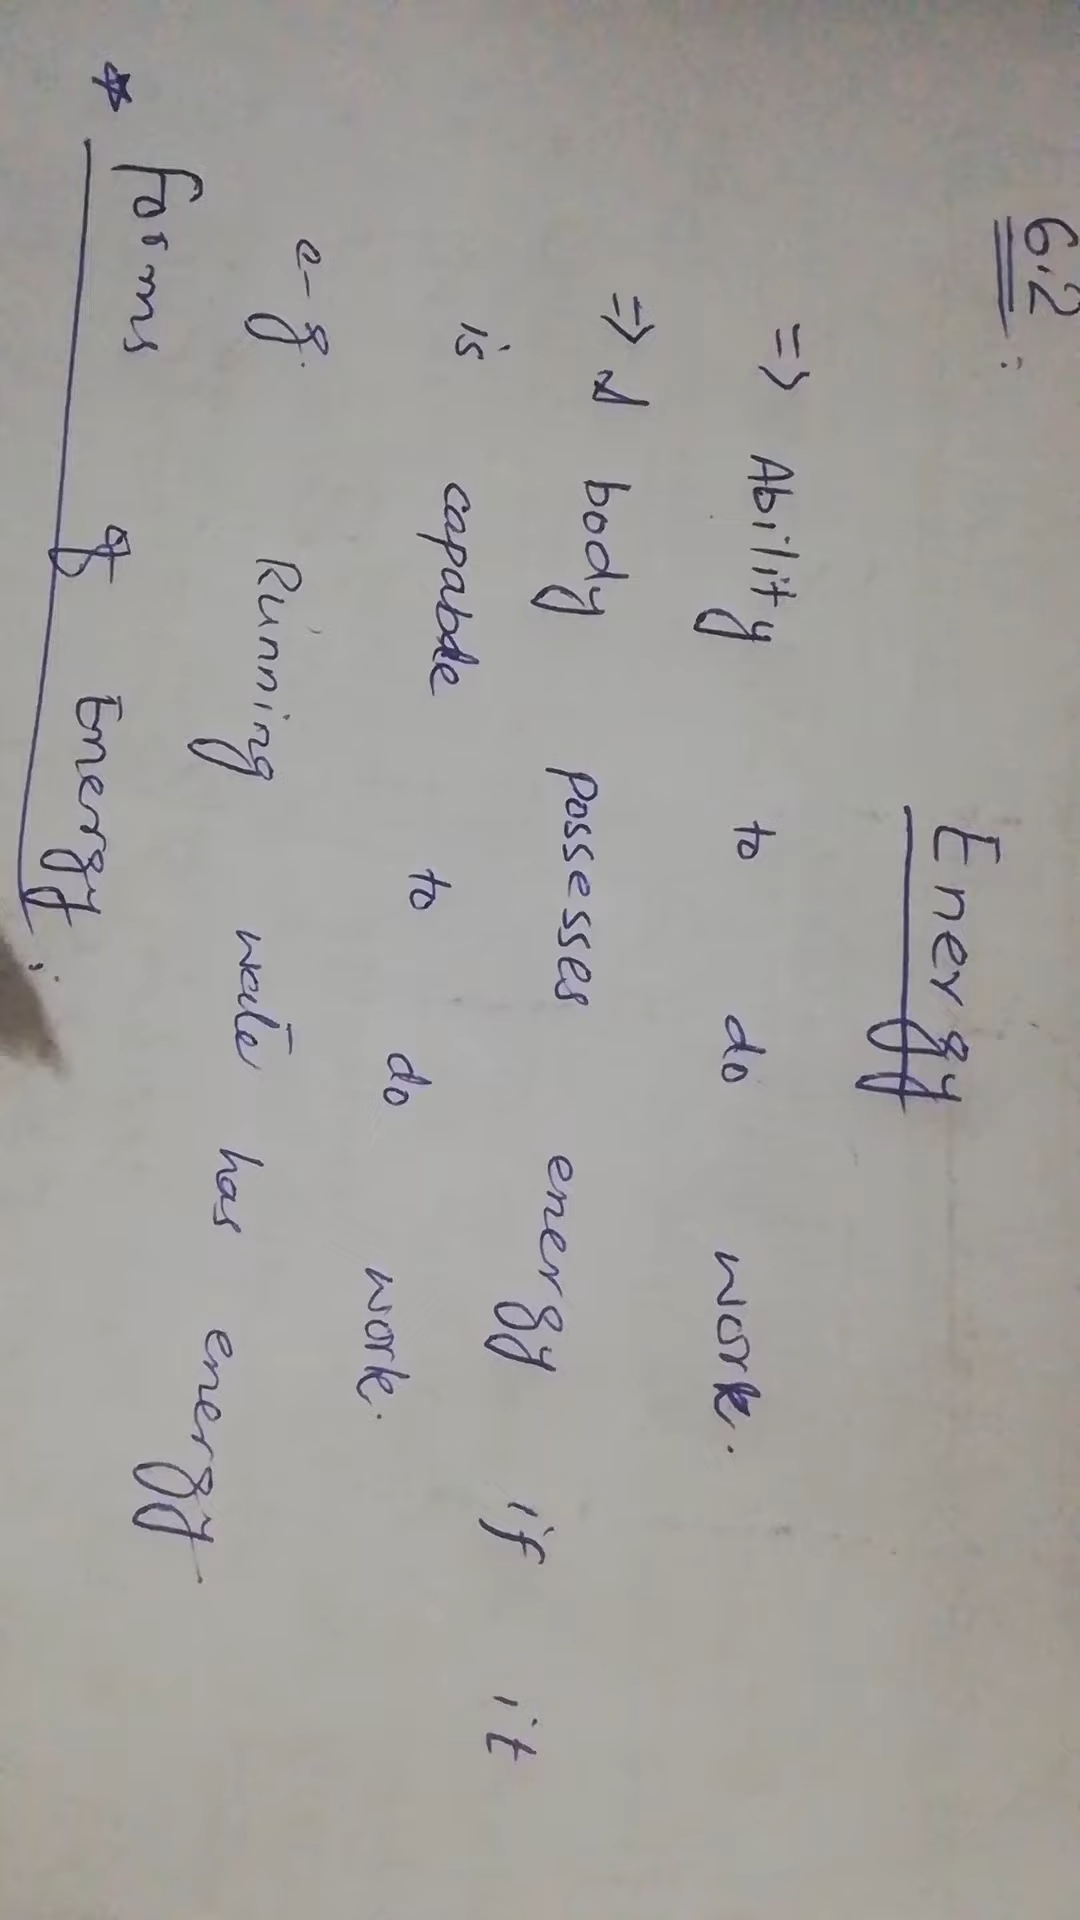 6.2 :
Energy
=> Ability to do work.
=> A body possesses energy if it
is capable to do work.
e-g. Running water has energy
* Forms of Energy :